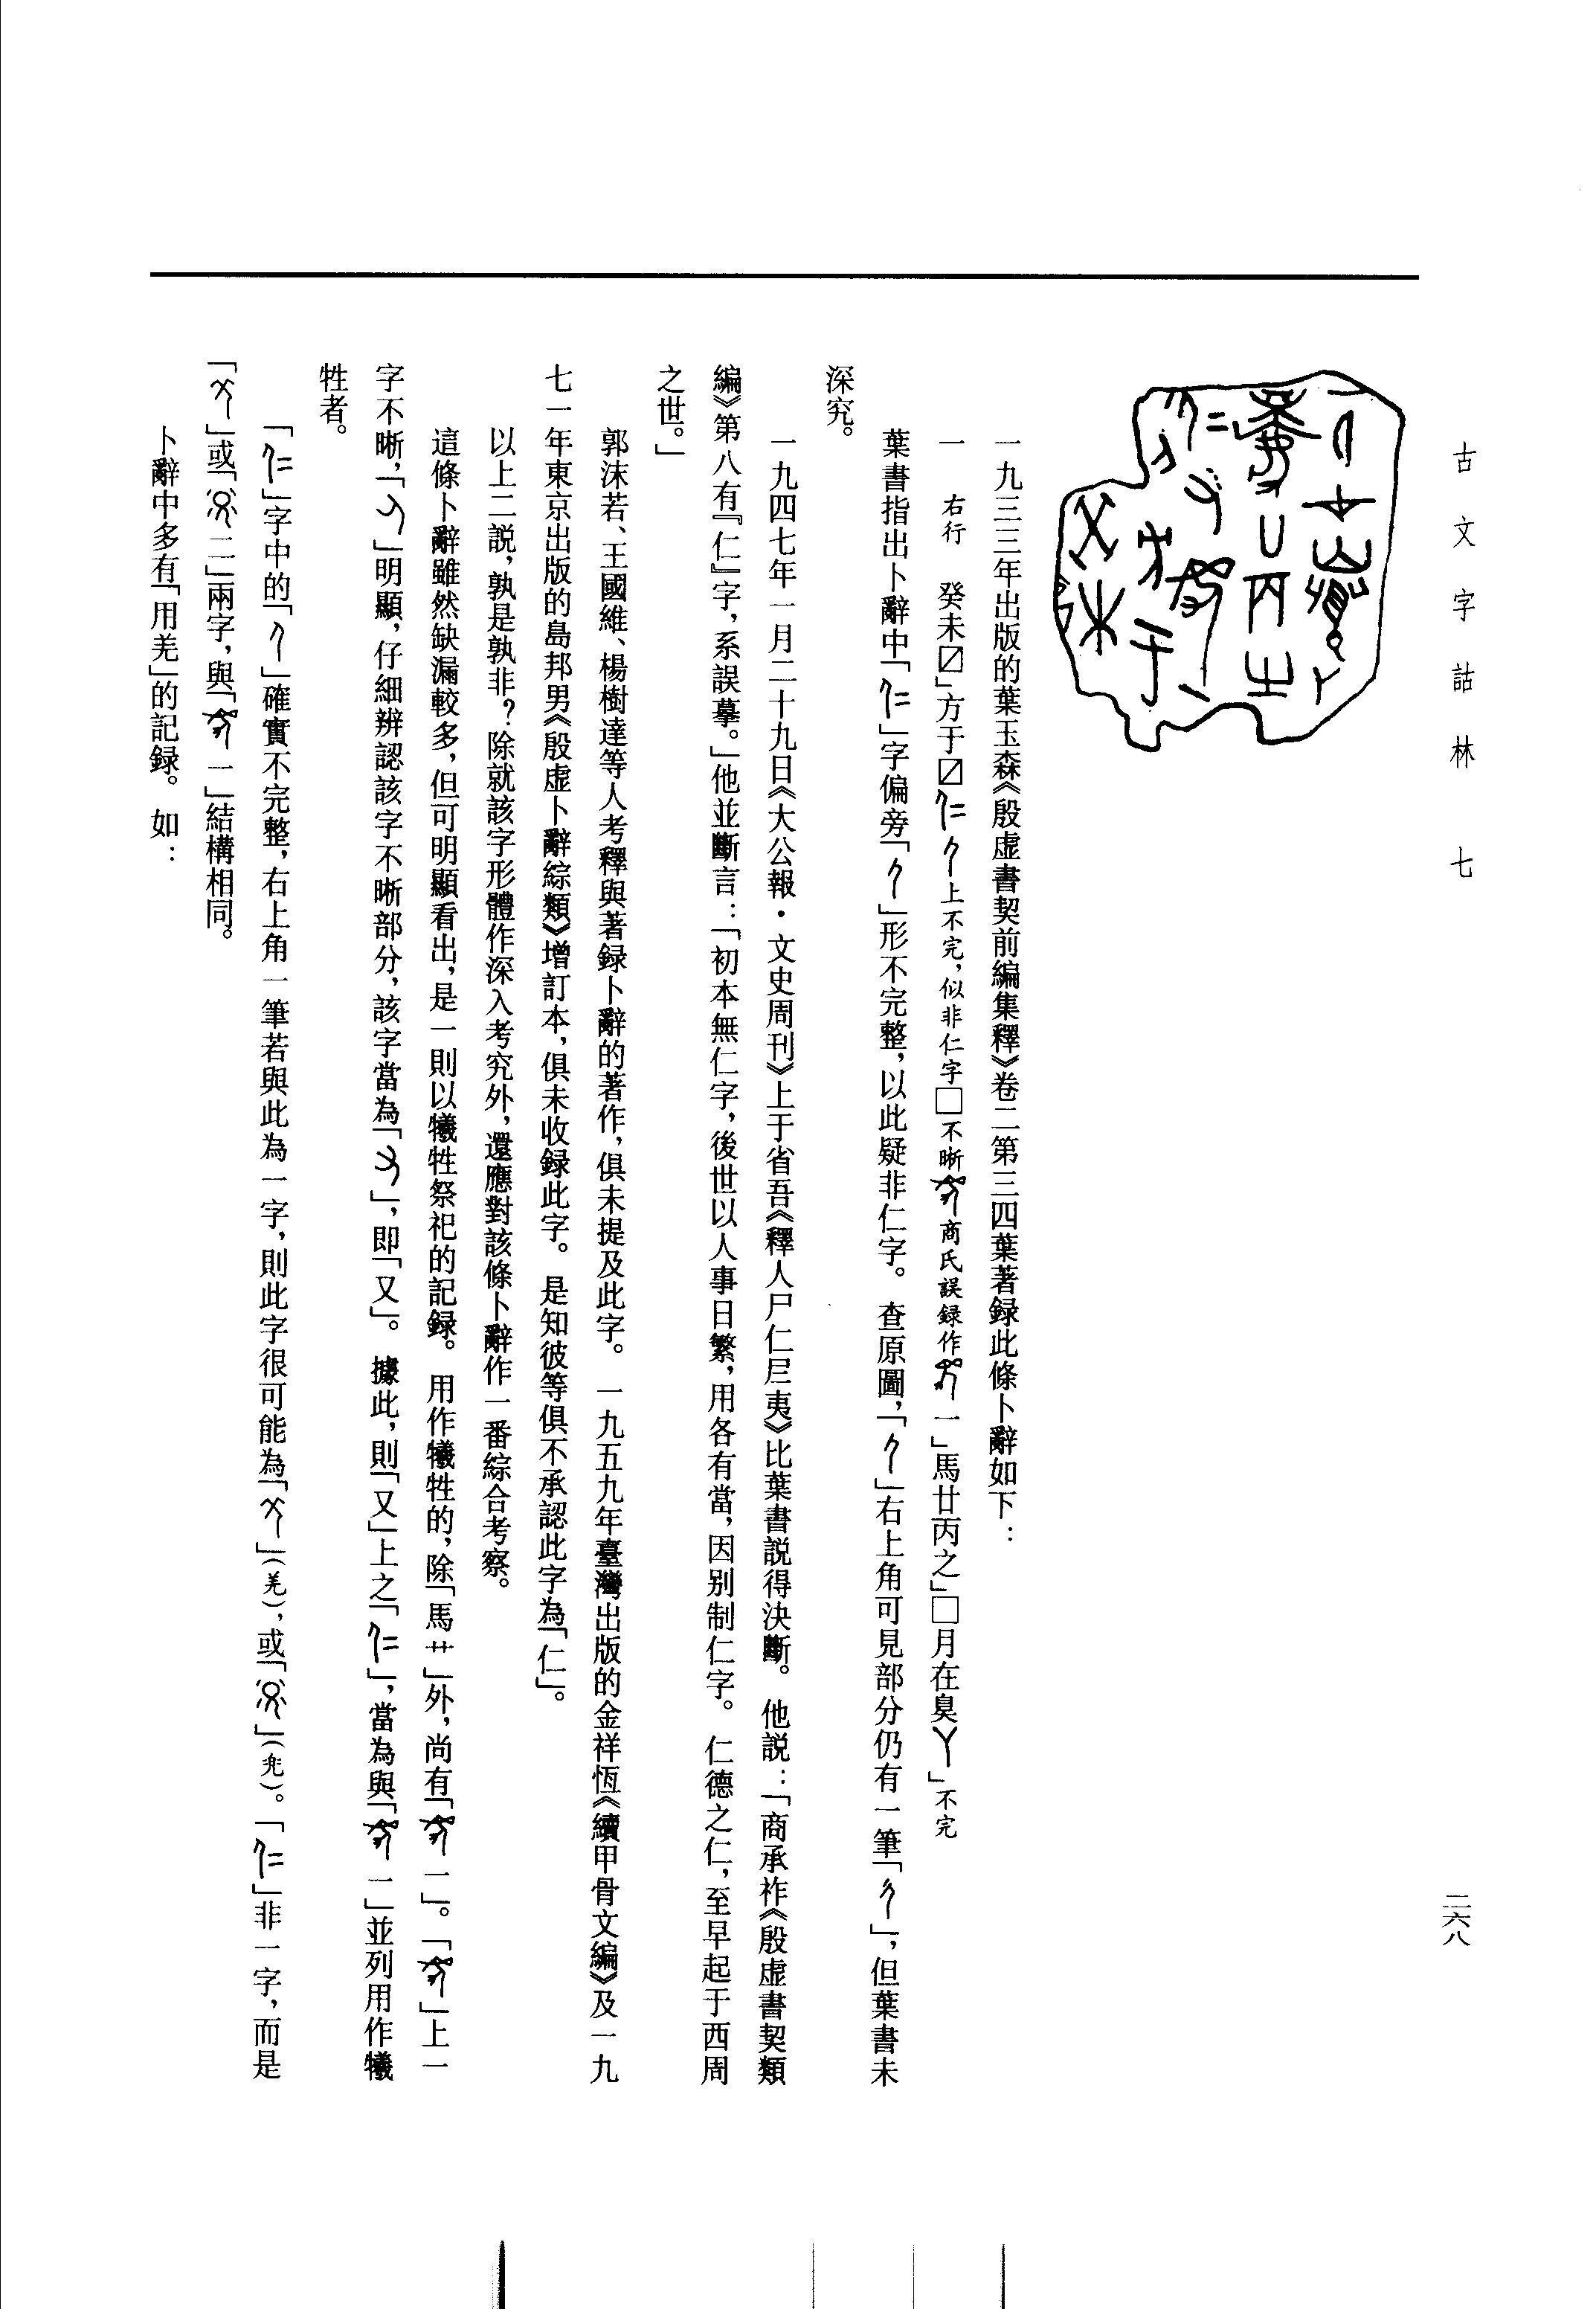 古文字詁林 七
二六八
一九三三年出版的葉玉森《殷虚書契前編集釋》卷二第三四葉著録此條卜辭如下：
一 右行 癸未〼」方于〼 上不完，似非仁字□不晰 商氏誤録作 一」馬廿丙之」□月在臭 」不完
葉書指出卜辭中「 」字偏旁「 」形不完整，以此疑非仁字。查原圖，「 」右上角可見部分仍有一筆「 」，但葉書未
深究。
一九四七年一月二十九日《大公報·文史周刊》上于省吾《釋人尸仁𡰥夷》比葉書説得決斷。他説：「商承祚《殷虚書契類
編》第八有『仁』字，系誤摹。」他並斷言：「初本無仁字，後世以人事日繁，用各有當，因别制仁字。仁德之仁，至早起于西周
之世。」
郭沫若、王國維、楊樹達等人考釋與著録卜辭的著作，俱未提及此字。一九五九年臺灣出版的金祥恆《續甲骨文編》及一九
七一年東京出版的島邦男《殷虚卜辭綜類》增訂本，俱未收録此字。是知彼等俱不承認此字為「仁」。
以上二説，孰是孰非？除就該字形體作深入考究外，還應對該條卜辭作一番綜合考察。
這條卜辭雖然缺漏較多，但可明顯看出，是一則以犧牲祭祀的記録。用作犧牲的，除「馬廿」外，尚有「 一」。「 」上一
字不晰，「 」明顯，仔細辨認該字不晰部分，該字當為「 」，即「又」。據此，則「又」上之「 」，當為與「 一」並列用作犧
牲者。
「 」字中的「 」確實不完整，右上角一筆若與此為一字，則此字很可能為「 」（羌），或「 」（兇）。「 」非一字，而是
「 」或「 二」兩字，與「 一」結構相同。
卜辭中多有「用羌」的記録。如：